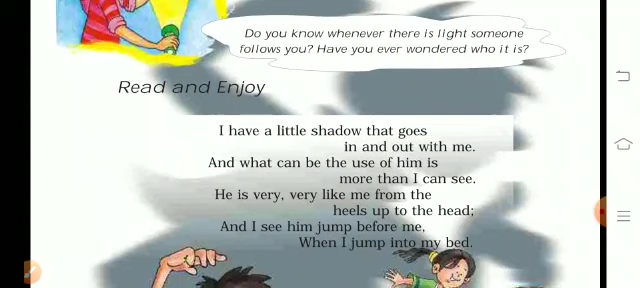 Do you know whenever there is light someone
follows you? Have you ever wondered who it is?
Read and Enjoy
I have a little shadow that goes
in and out with me.
And what can be the use of him is
more than I can see.
He is very, very like me from the
heels up to the head;
And I see him jump before me,
When I jump into my bed.